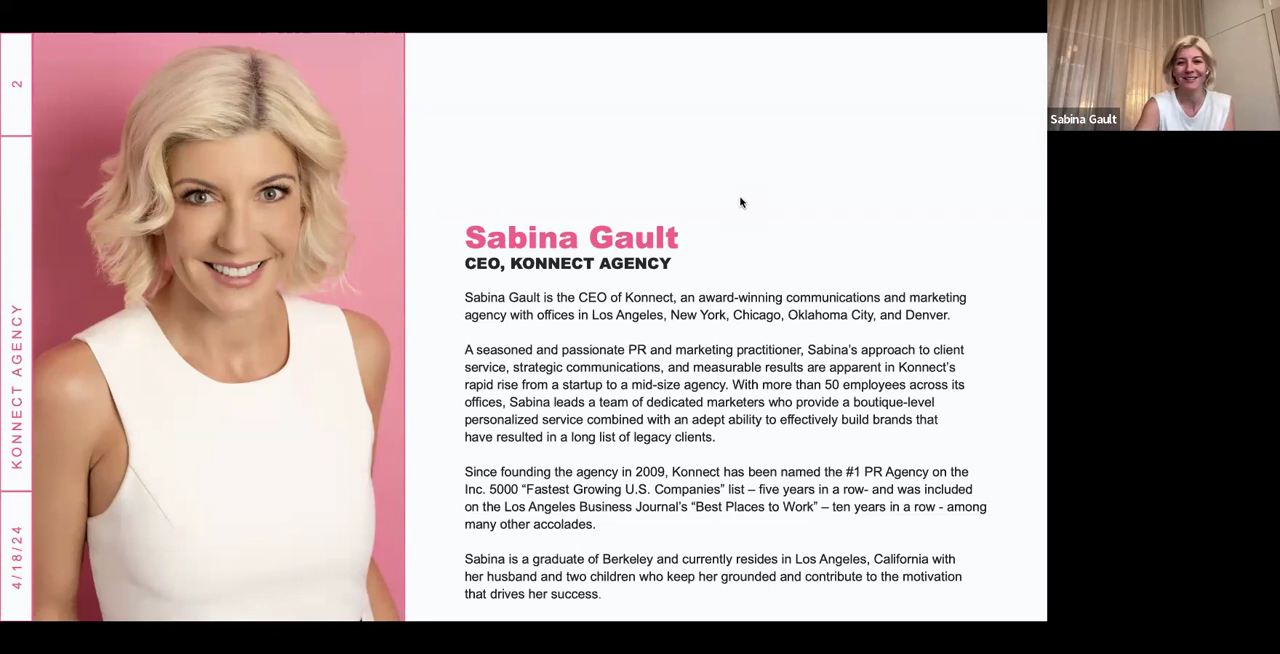 2
KONNECT AGENCY
4/18/24
Sabina Gault
CEO, KONNECT AGENCY
Sabina Gault is the CEO of Konnect, an award-winning communications and marketing
agency with offices in Los Angeles, New York, Chicago, Oklahoma City, and Denver.
A seasoned and passionate PR and marketing practitioner, Sabina’s approach to client
service, strategic communications, and measurable results are apparent in Konnect’s
rapid rise from a startup to a mid-size agency. With more than 50 employees across its
offices, Sabina leads a team of dedicated marketers who provide a boutique-level
personalized service combined with an adept ability to effectively build brands that
have resulted in a long list of legacy clients.
Since founding the agency in 2009, Konnect has been named the #1 PR Agency on the
Inc. 5000 “Fastest Growing U.S. Companies” list – five years in a row- and was included
on the Los Angeles Business Journal’s “Best Places to Work” – ten years in a row - among
many other accolades.
Sabina is a graduate of Berkeley and currently resides in Los Angeles, California with
her husband and two children who keep her grounded and contribute to the motivation
that drives her success.
Sabina Gault